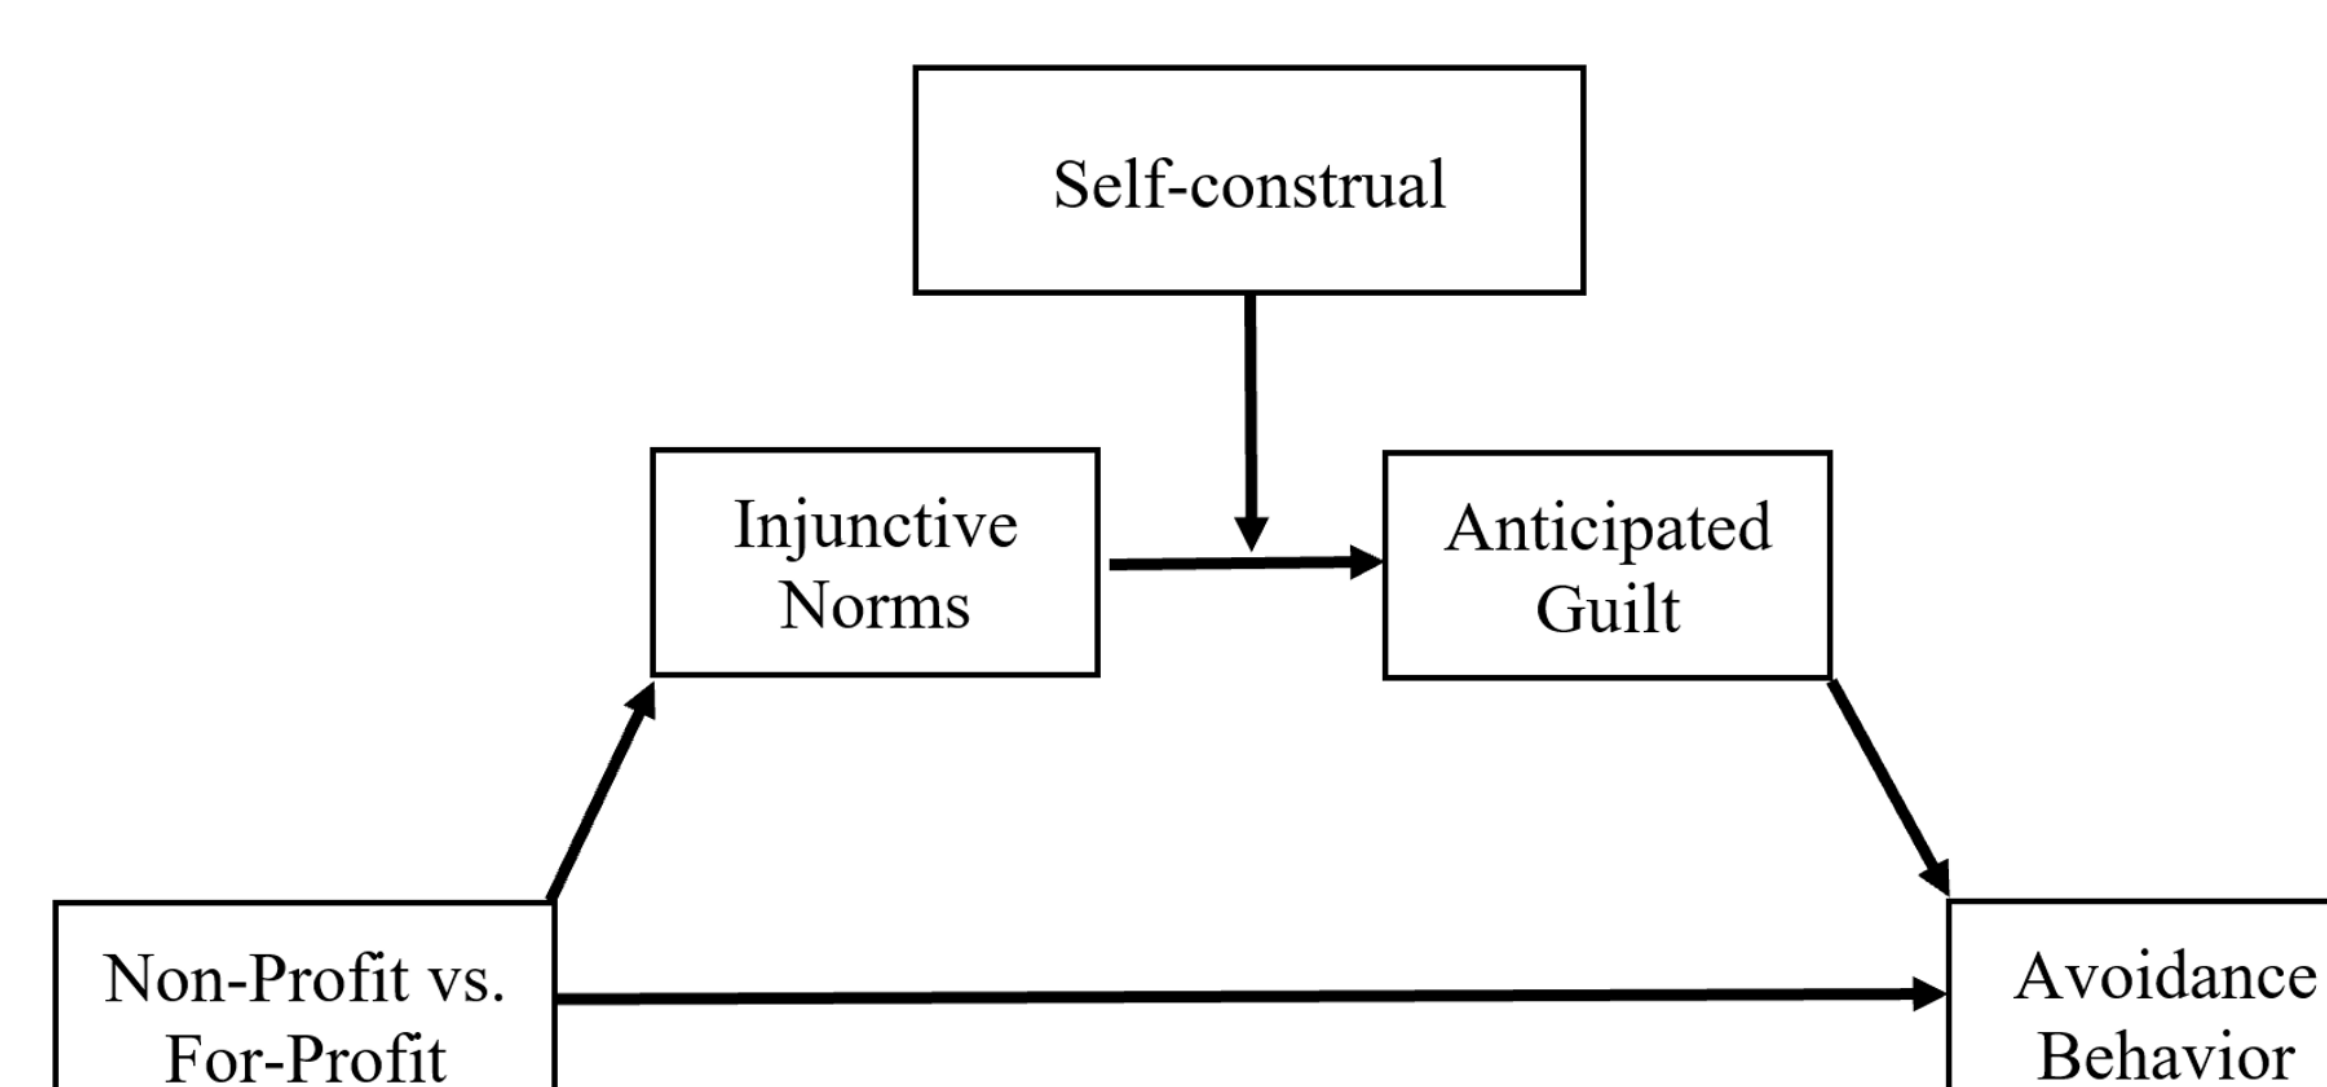 Self-construal
Injunctive
Norms
Anticipated
Guilt
Non-Profit vs.
For-Profit
Avoidance
Behavior